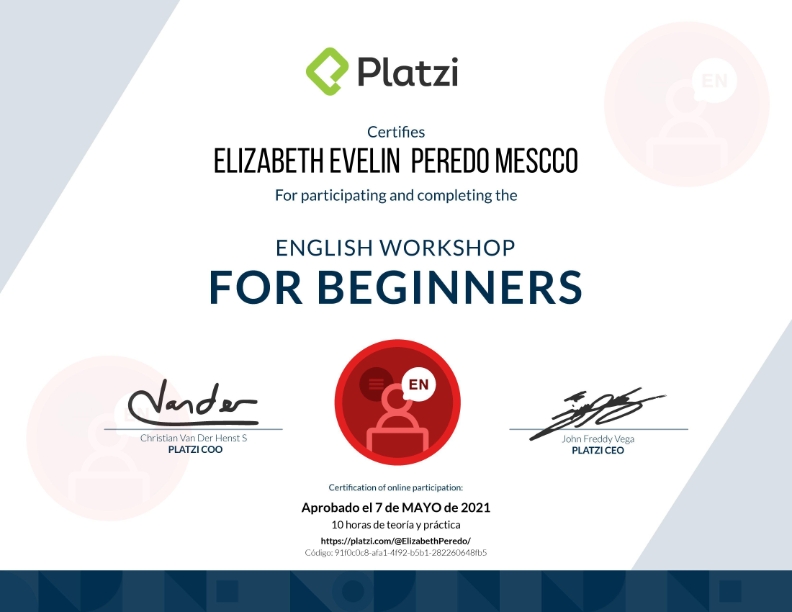 Platzi
EN
Certifies
ELIZABETH EVELIN PEREDO MESCCO
For participating and completing the
ENGLISH WORKSHOP
FOR BEGINNERS
EN
Vander
Christian Van Der Henst S
PLATZI COO
John Freddy Vega
PLATZI CEO
Certification of online participation:
Aprobado el 7 de MAYO de 2021
10 horas de teoría y práctica
https://platzi.com/@ElizabethPeredo/
Código: 91f0c0c8-afa1-4f92-b5b1-282260648fb5